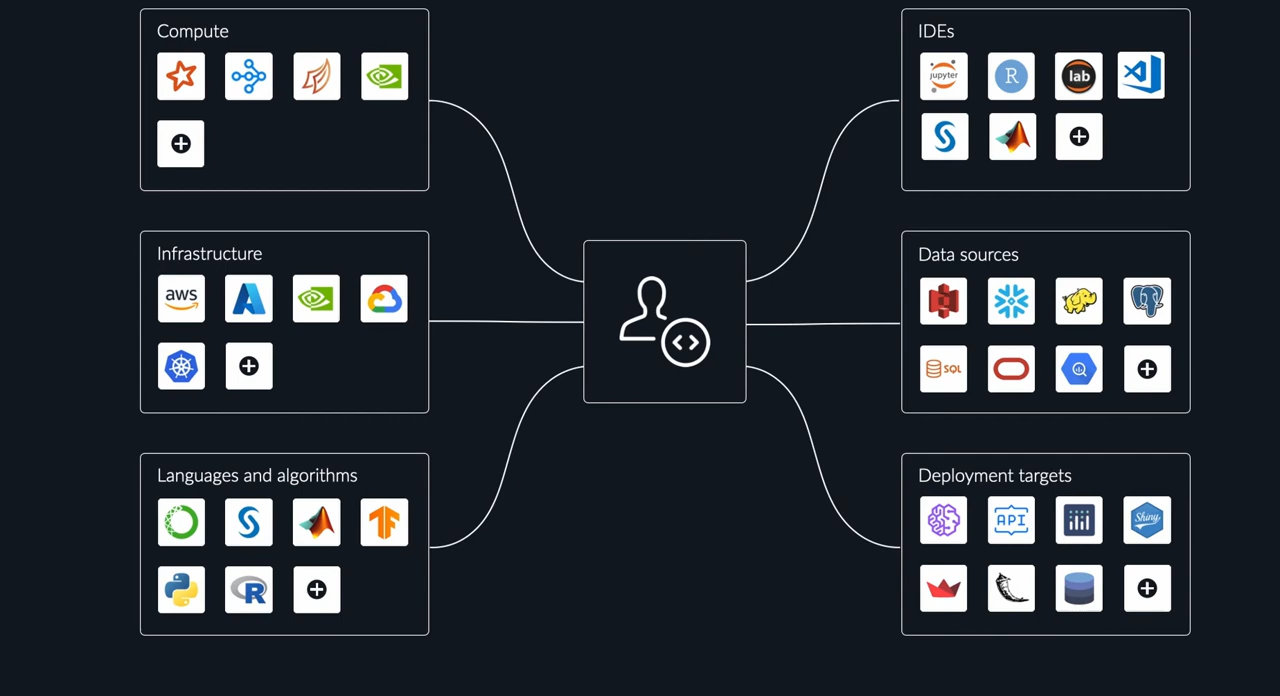 Compute
IDEs
jupyter
R
lab
Infrastructure
aws
Data sources
SQL
Languages and algorithms
R
Deployment targets
API
Shiny